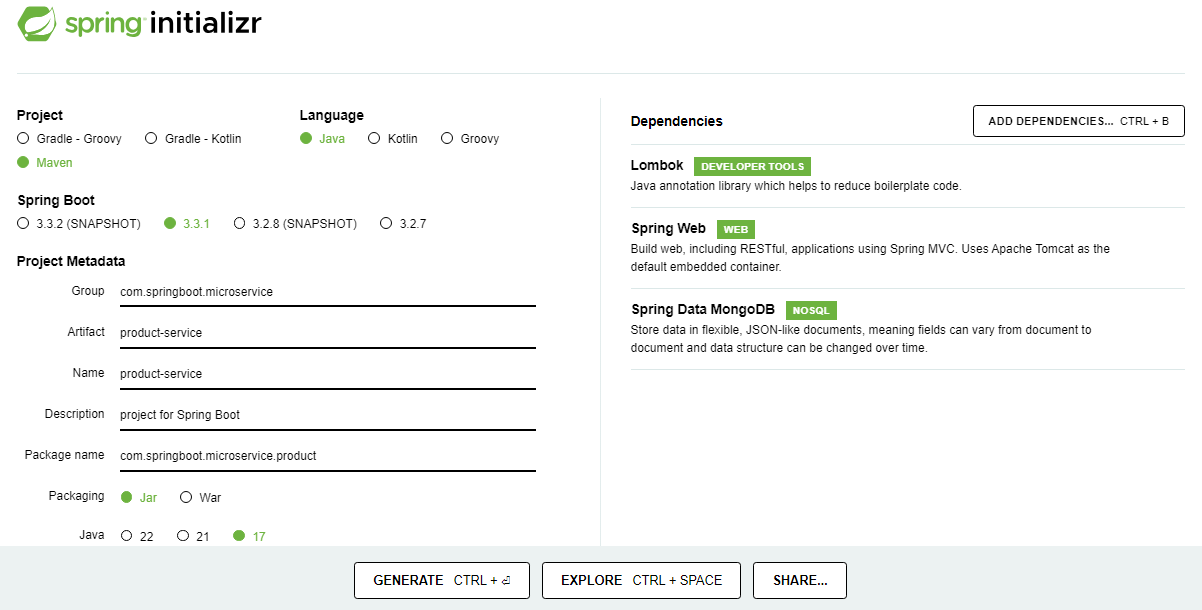 spring initializr
Project
Gradle - Groovy Gradle - Kotlin
Maven
Language
Java Kotlin Groovy
Spring Boot
3.3.2 (SNAPSHOT) 3.3.1 3.2.8 (SNAPSHOT) 3.2.7
Project Metadata
Group com.springboot.microservice
Artifact product-service
Name product-service
Description project for Spring Boot
Package name com.springboot.microservice.product
Packaging Jar War
Java 22 21 17
Dependencies
ADD DEPENDENCIES... CTRL + B
Lombok DEVELOPER TOOLS
Java annotation library which helps to reduce boilerplate code.
Spring Web WEB
Build web, including RESTful, applications using Spring MVC. Uses Apache Tomcat as the
default embedded container.
Spring Data MongoDB NOSQL
Store data in flexible, JSON-like documents, meaning fields can vary from document to
document and data structure can be changed over time.
GENERATE CTRL + ⏎ EXPLORE CTRL + SPACE SHARE...